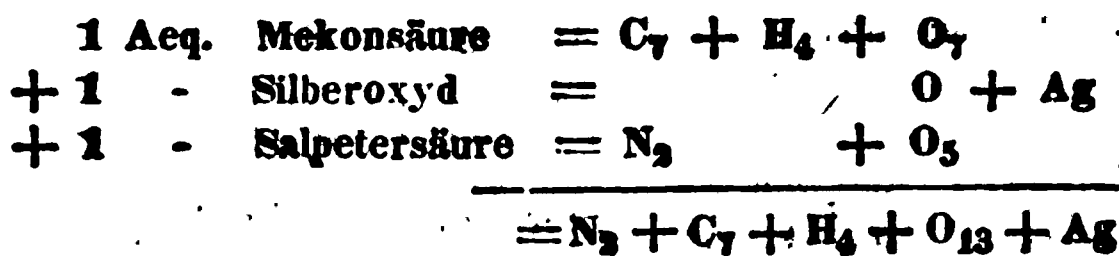 1 Aeq. Mekonsäure = C₇ + H₄ + O₇
+ 1 - Silberoxyd = O + Ag
+ 1 - Salpetersäure = N₂ + O₅
= N₂ + C₇ + H₄ + O₁₃ + Ag